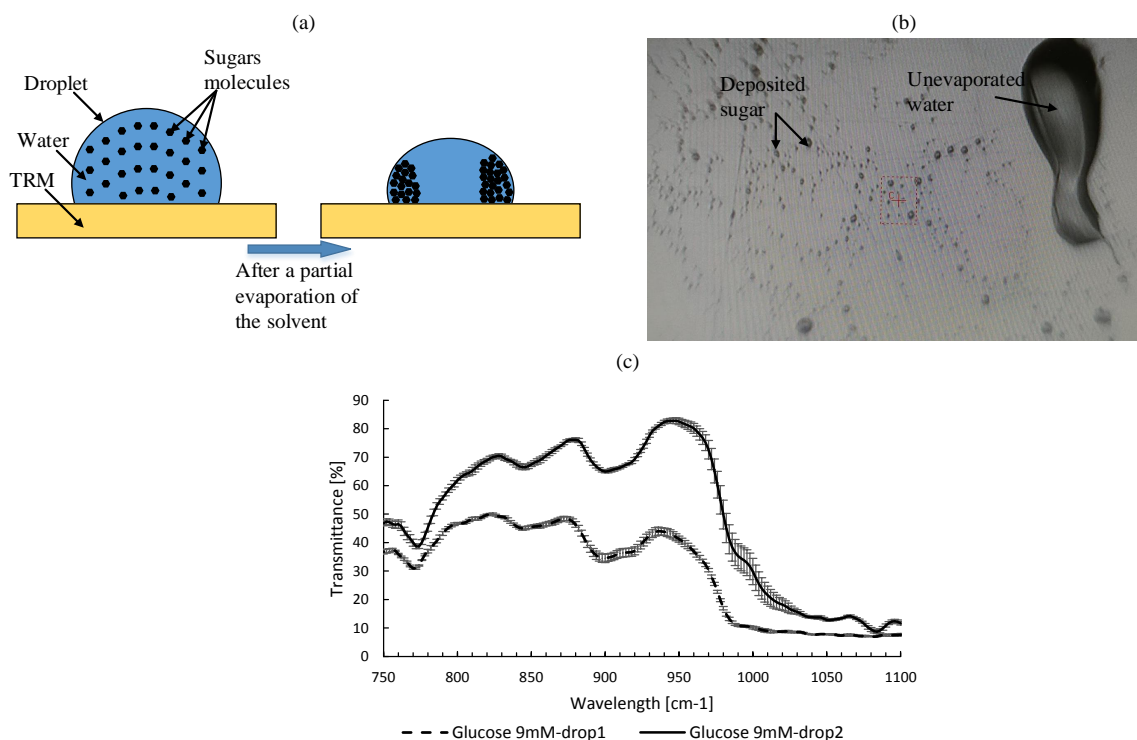 (a)
Droplet
Sugars
molecules
Water
TRM
After a partial
evaporation of
the solvent
(b)
Deposited
sugar
Unevaporated
water
(c)
Transmittance [%]
90
80
70
60
50
40
30
20
10
0
750 800 850 900 950 1000 1050 1100
Wavelength [cm-1]
Glucose 9mM-drop1 Glucose 9mM-drop2